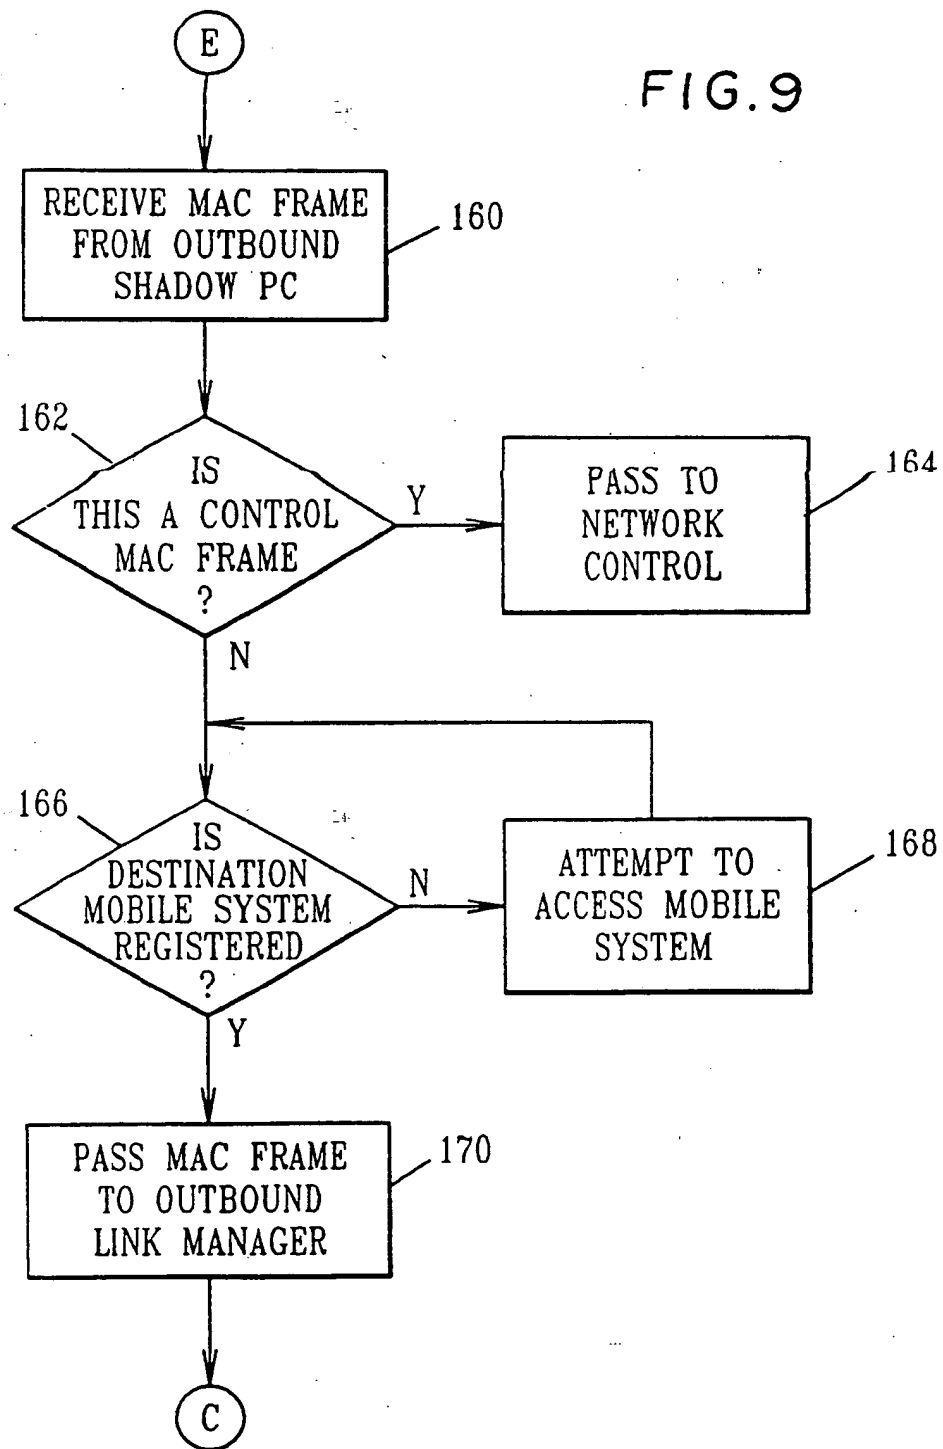 E
FIG.9
RECEIVE MAC FRAME
FROM OUTBOUND
SHADOW PC
160
162
IS
THIS A CONTROL
MAC FRAME
?
Y
PASS TO
NETWORK
CONTROL
164
N
166
IS
DESTINATION
MOBILE SYSTEM
REGISTERED
?
N
ATTEMPT TO
ACCESS MOBILE
SYSTEM
168
Y
PASS MAC FRAME
TO OUTBOUND
LINK MANAGER
170
C